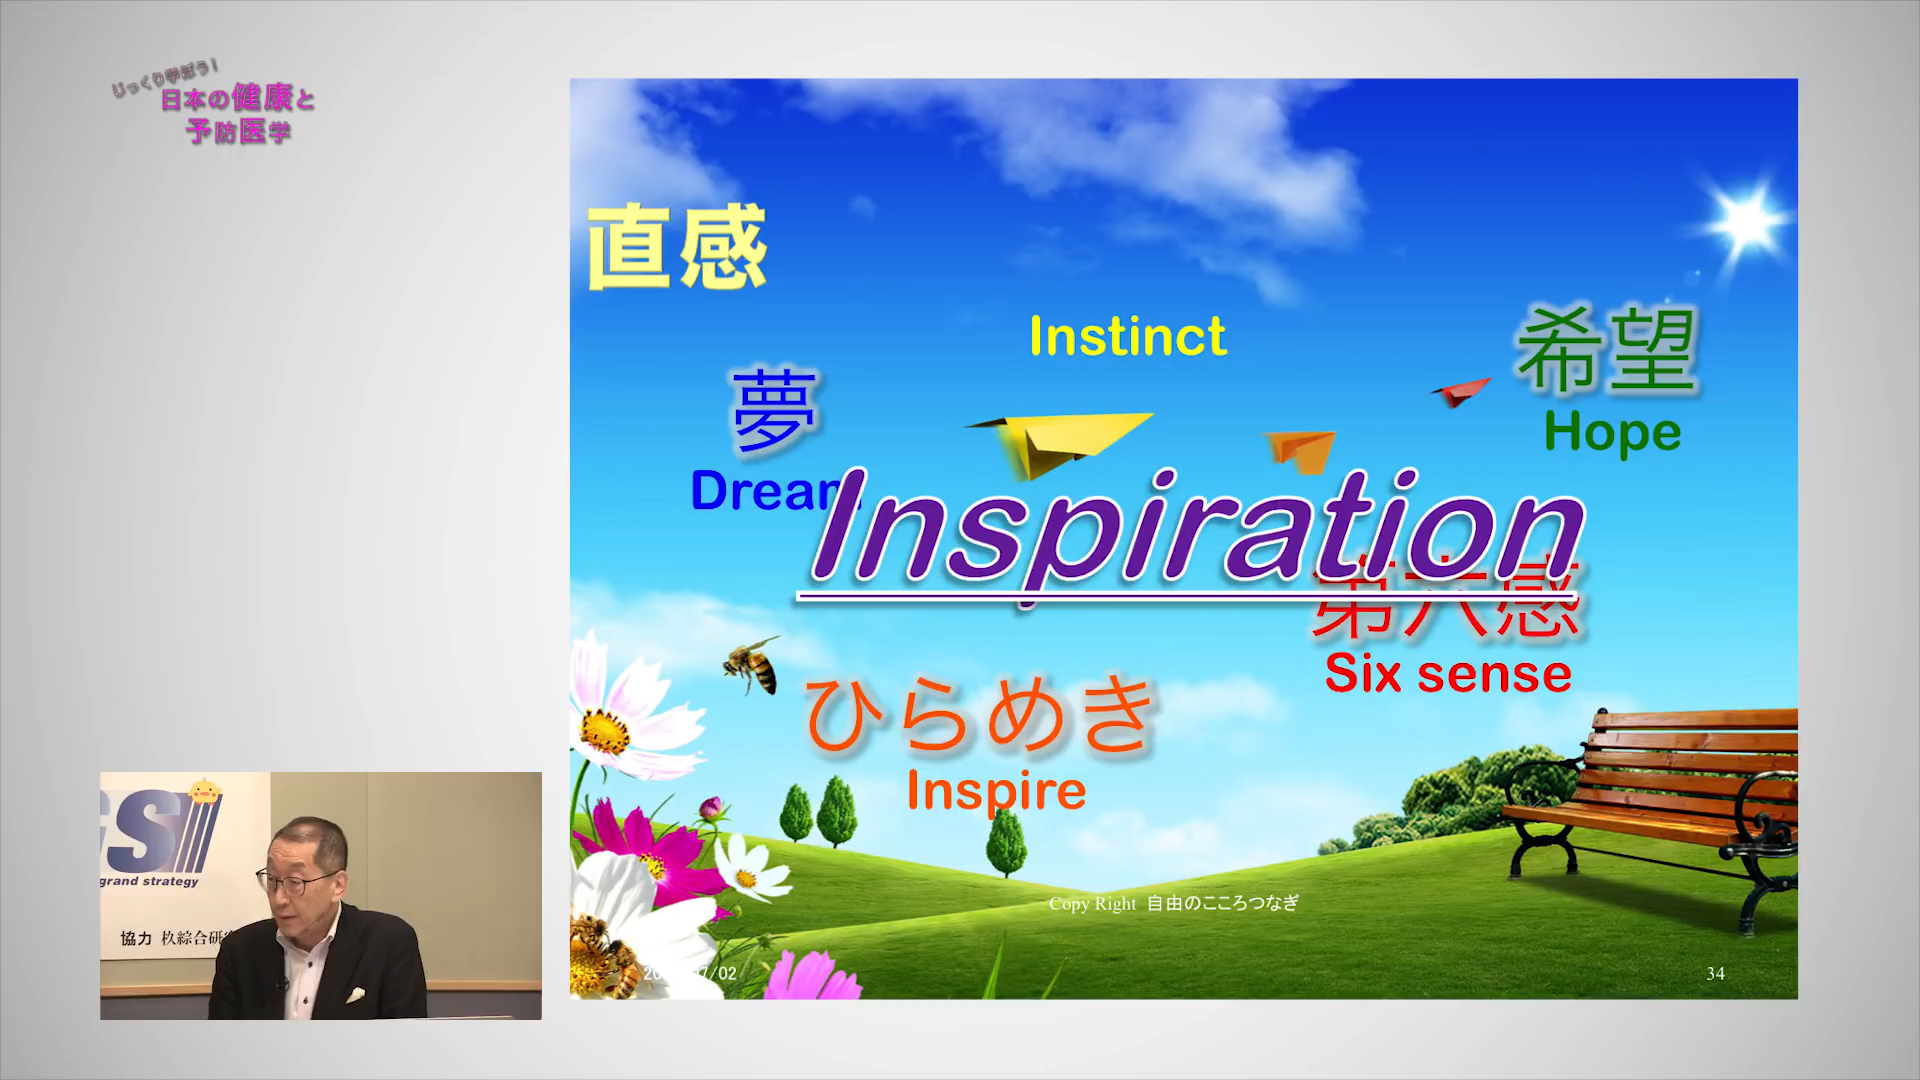 じっくり学ぼう!
日本の健康と
予防医学
直感
Instinct
希望
Hope
夢
Dream
Inspiration
第六感
Six sense
ひらめき
Inspire
Copy Right 自由のこころつなぎ
34
GS
grand strategy
協力 杦綜合研